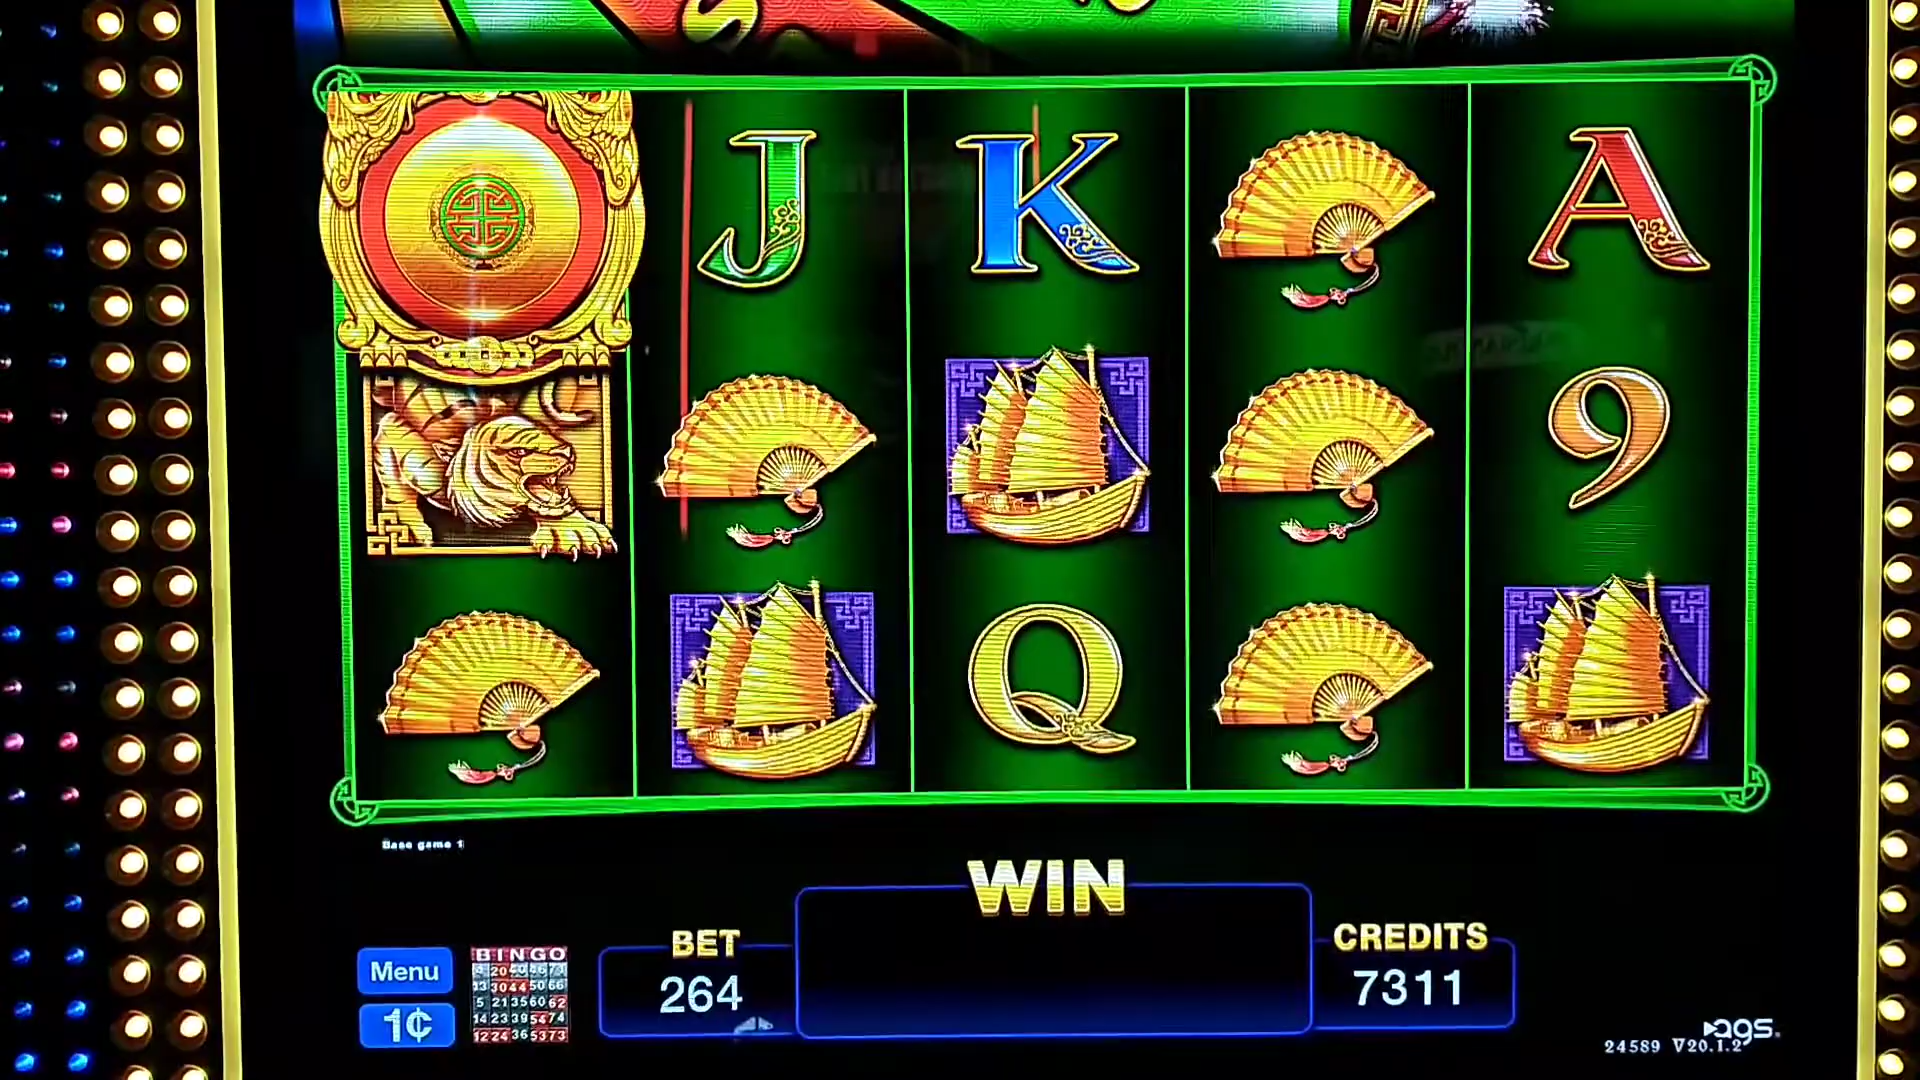 J K A
9
Q
Base game 1
WIN
BET
264
CREDITS
7311
Menu
1¢
BINGO
ags.
24589 V20.1.2